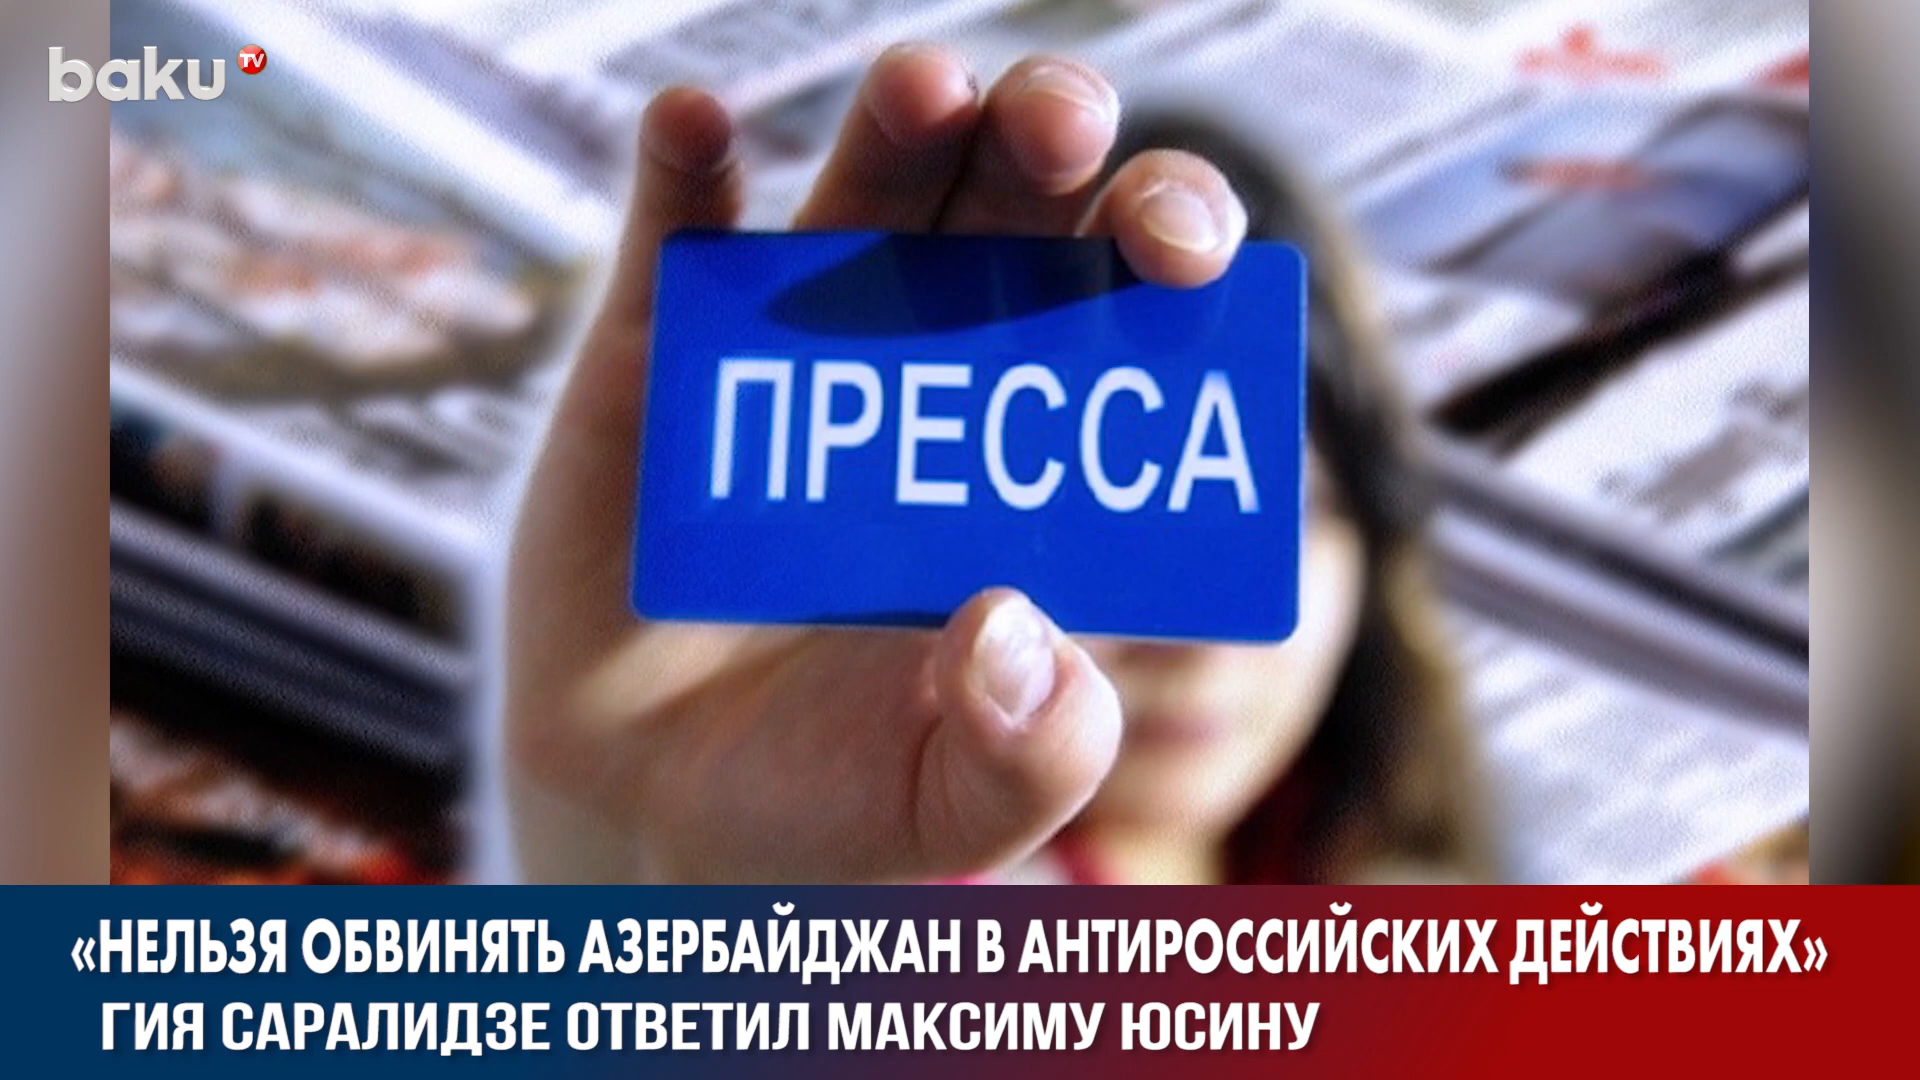 baku TV
ПРЕССА
«НЕЛЬЗЯ ОБВИНЯТЬ АЗЕРБАЙДЖАН В АНТИРОССИЙСКИХ ДЕЙСТВИЯХ»
ГИЯ САРАЛИДЗЕ ОТВЕТИЛ МАКСИМУ ЮСИНУ